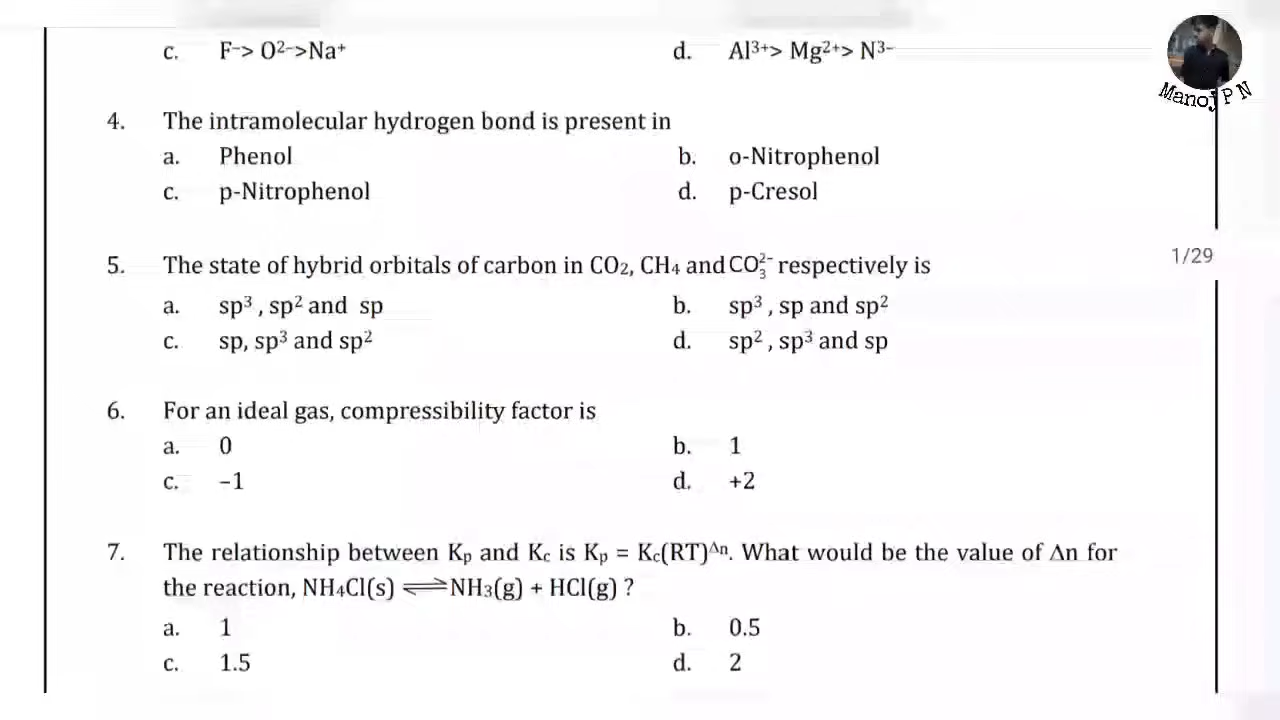 c. F⁻> O²⁻>Na⁺ d. Al³⁺> Mg²⁺> N³⁻
Manoj P N
4. The intramolecular hydrogen bond is present in
a. Phenol b. o-Nitrophenol
c. p-Nitrophenol d. p-Cresol
1/29
5. The state of hybrid orbitals of carbon in CO₂, CH₄ and CO₃²⁻ respectively is
a. sp³ , sp² and sp b. sp³ , sp and sp²
c. sp, sp³ and sp² d. sp² , sp³ and sp
6. For an ideal gas, compressibility factor is
a. 0 b. 1
c. –1 d. +2
7. The relationship between Kₚ and K꜀ is Kₚ = K꜀(RT)^Δn. What would be the value of Δn for
the reaction, NH₄Cl(s) ⇌ NH₃(g) + HCl(g) ?
a. 1 b. 0.5
c. 1.5 d. 2